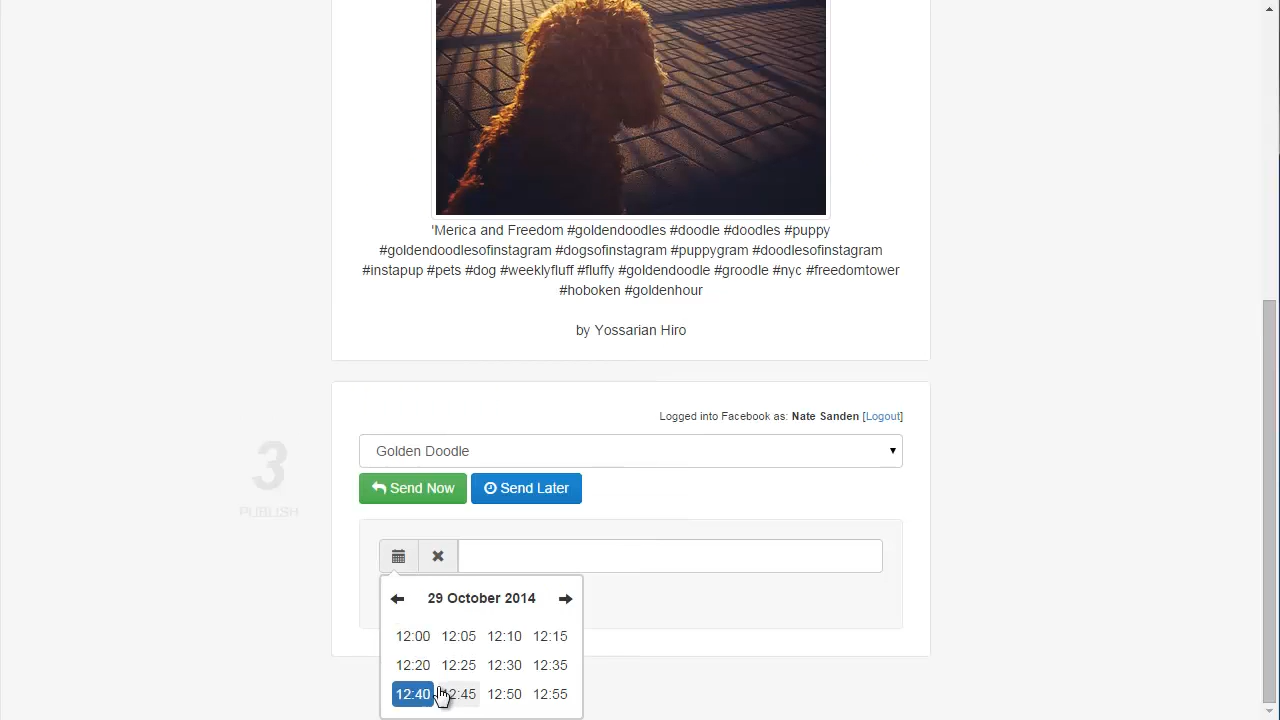 'Merica and Freedom #goldendoodles #doodle #doodles #puppy
#goldendoodlesofinstagram #dogsofinstagram #puppygram #doodlesofinstagram
#instapup #pets #dog #weeklyfluff #fluffy #goldendoodle #groodle #nyc #freedomtower
#hoboken #goldenhour
by Yossarian Hiro
Logged into Facebook as: Nate Sanden [Logout]
3
PUBLISH
Golden Doodle
Send Now Send Later
29 October 2014
12:00 12:05 12:10 12:15
12:20 12:25 12:30 12:35
12:40 12:45 12:50 12:55